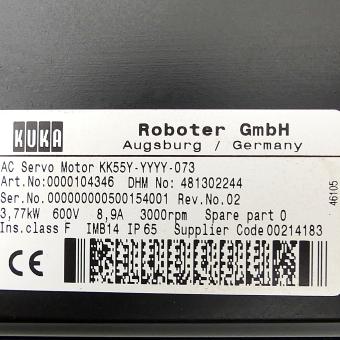 KUKA
Roboter GmbH
Augsburg / Germany
AC Servo Motor KK55Y-YYYY-073
Art.No:0000104346 DHM No: 481302244
Ser.No.000000000500154001 Rev.No.02
3,77kW 600V 8,9A 3000rpm Spare part 0
Ins.class F IMB14 IP65 Supplier Code 00214183
CE
46105